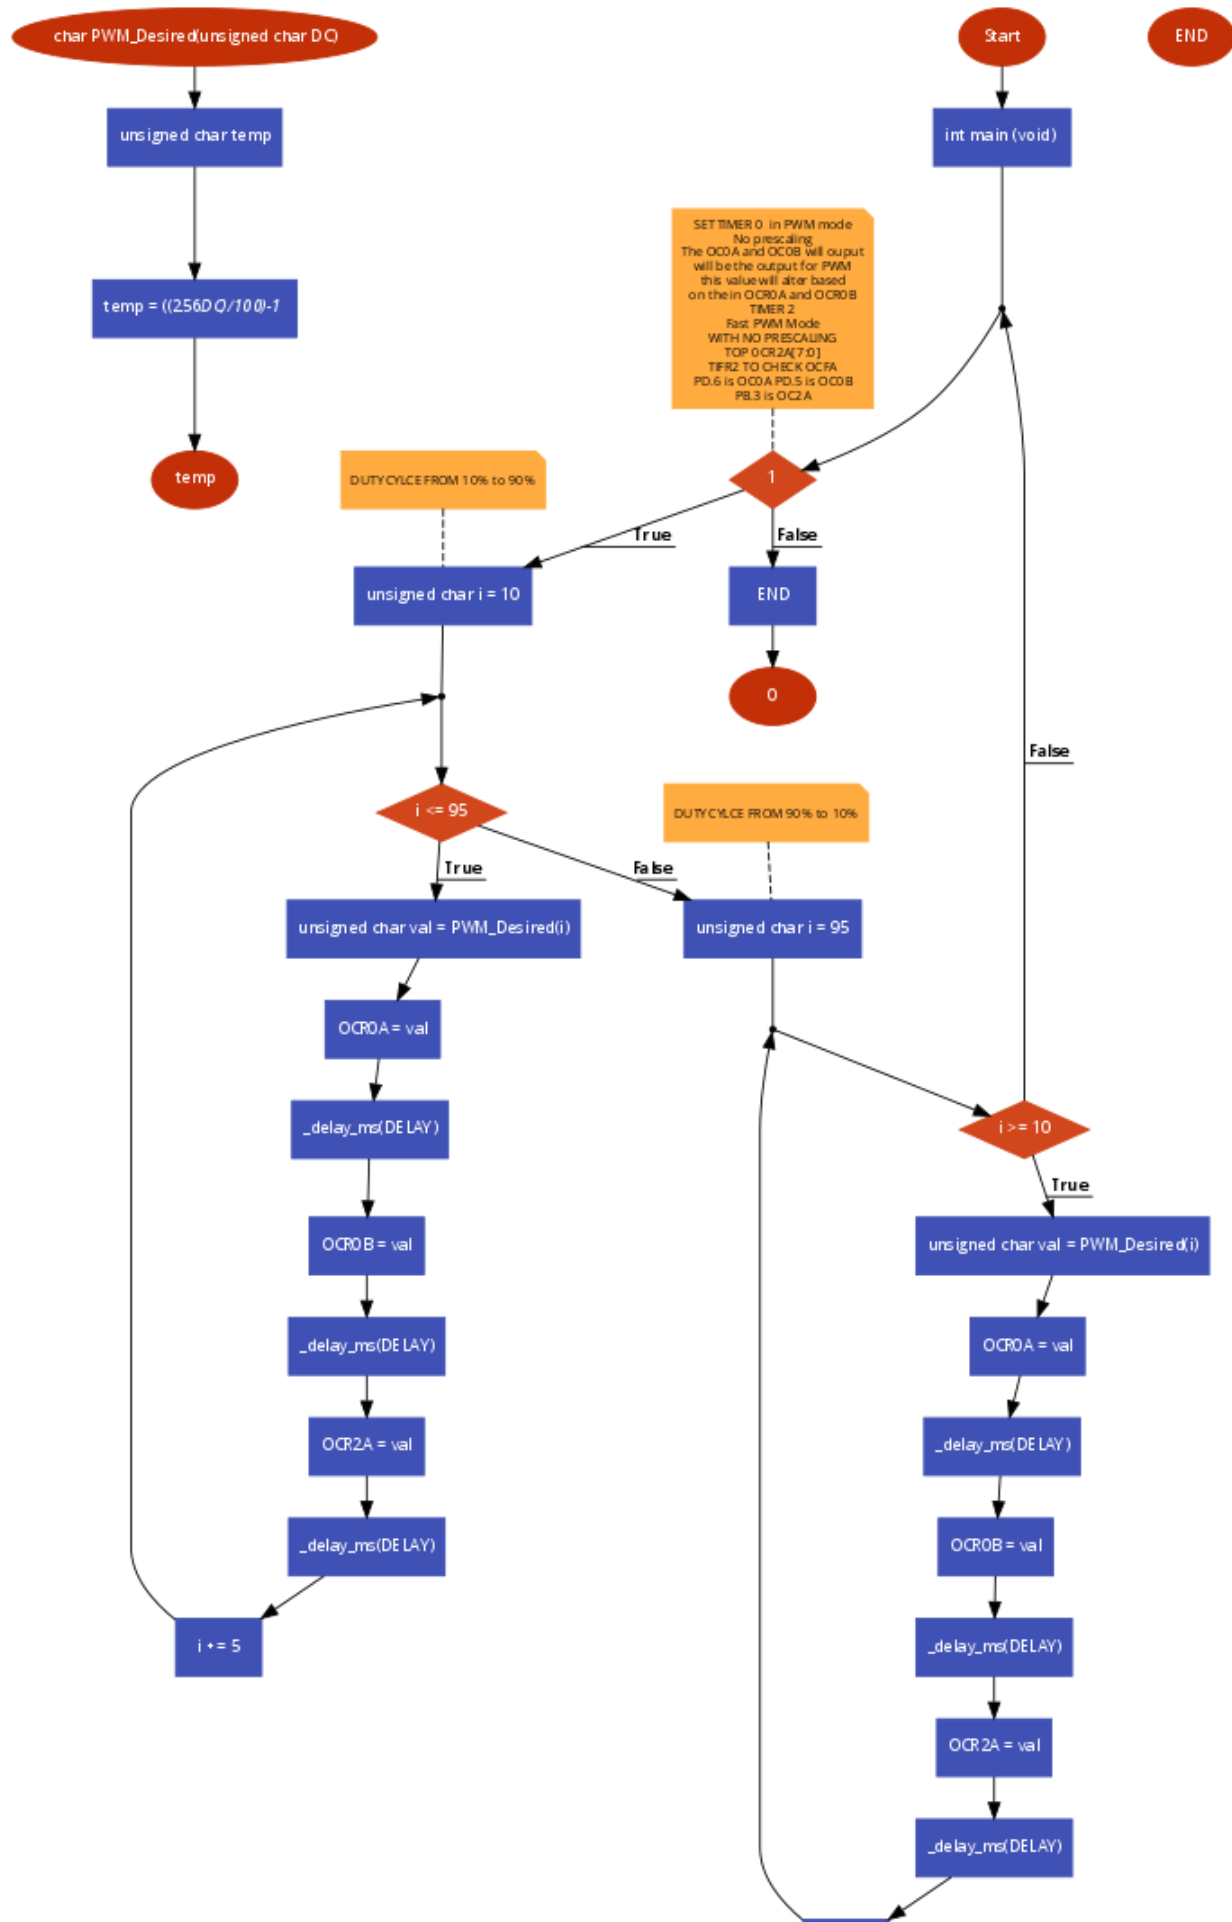 char PWM_Desired(unsigned char DC)
unsigned char temp
temp = ((256DC)/100)-1
temp
Start
END
int main (void)
SET TIMER 0 in PWM mode
No prescaling
The OC0A and OC0B will ouput
will be the output for PWM
this value will alter based
on the in OCR0A and OCR0B
TIMER 2
Fast PWM Mode
WITH NO PRESCALING
TOP OCR2A[7:0]
TIFR2 TO CHECK OCFA
PD.6 is OC0A PD.5 is OC0B
PB.3 is OC2A
1
True
False
DUTY CYLCE FROM 10% to 90%
unsigned char i = 10
END
0
False
i <= 95
True
False
DUTY CYLCE FROM 90% to 10%
unsigned char i = 95
unsigned char val = PWM_Desired(i)
OCR0A = val
_delay_ms(DELAY)
OCR0B = val
_delay_ms(DELAY)
OCR2A = val
_delay_ms(DELAY)
i += 5
i >= 10
True
unsigned char val = PWM_Desired(i)
OCR0A = val
_delay_ms(DELAY)
OCR0B = val
_delay_ms(DELAY)
OCR2A = val
_delay_ms(DELAY)